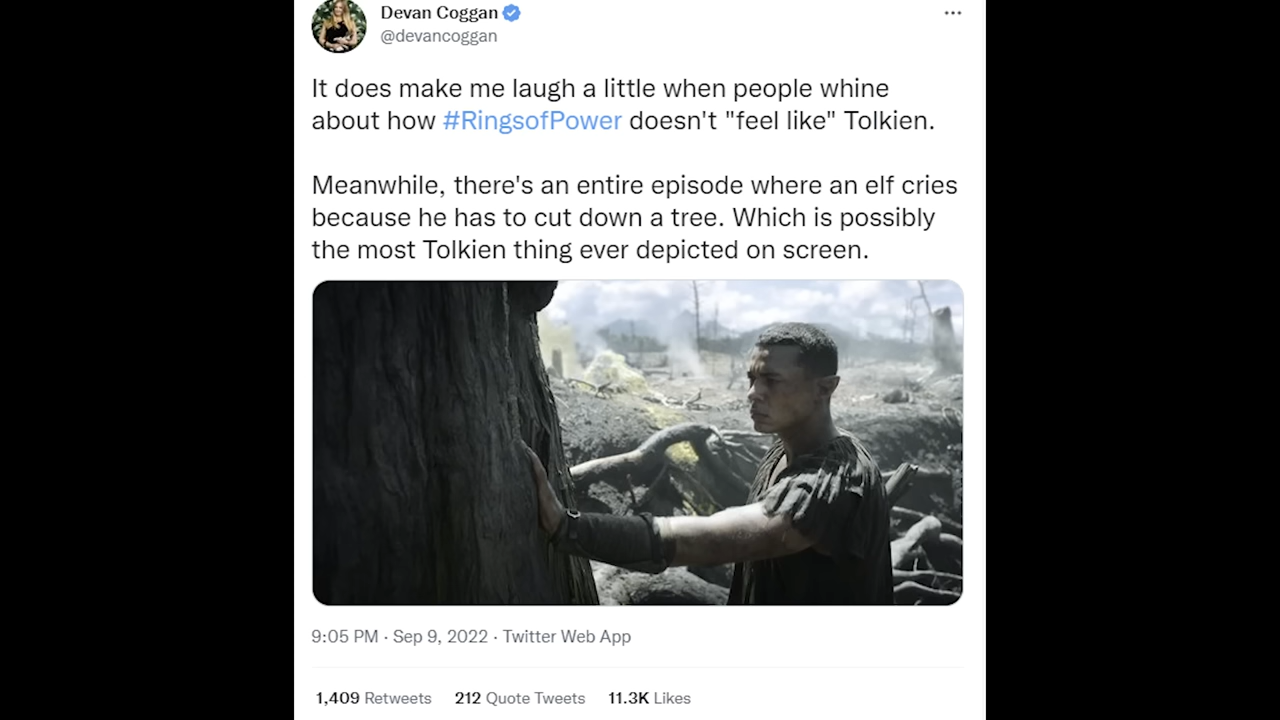 Devan Coggan
@devancoggan
It does make me laugh a little when people whine
about how #RingsofPower doesn't "feel like" Tolkien.
Meanwhile, there's an entire episode where an elf cries
because he has to cut down a tree. Which is possibly
the most Tolkien thing ever depicted on screen.
9:05 PM · Sep 9, 2022 · Twitter Web App
1,409 Retweets 212 Quote Tweets 11.3K Likes